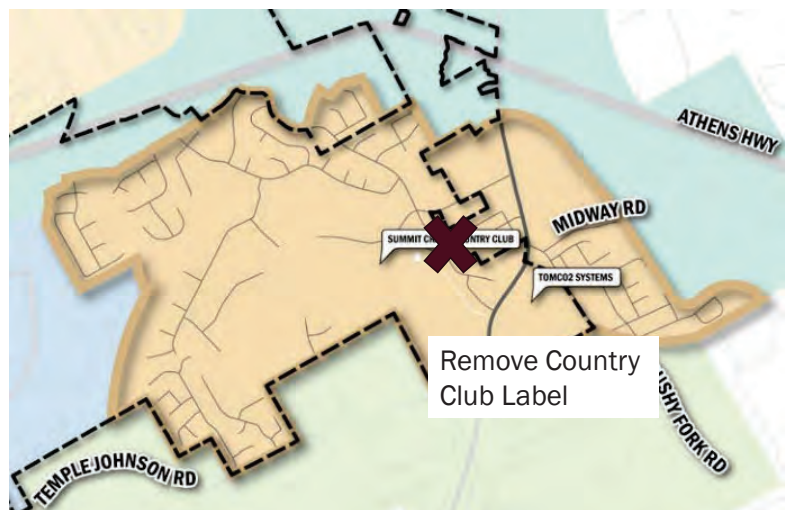 ATHENS HWY
MIDWAY RD
SUMMIT COUNTRY CLUB
TOMCO2 SYSTEMS
Remove Country
Club Label
FORK RD
TEMPLE JOHNSON RD